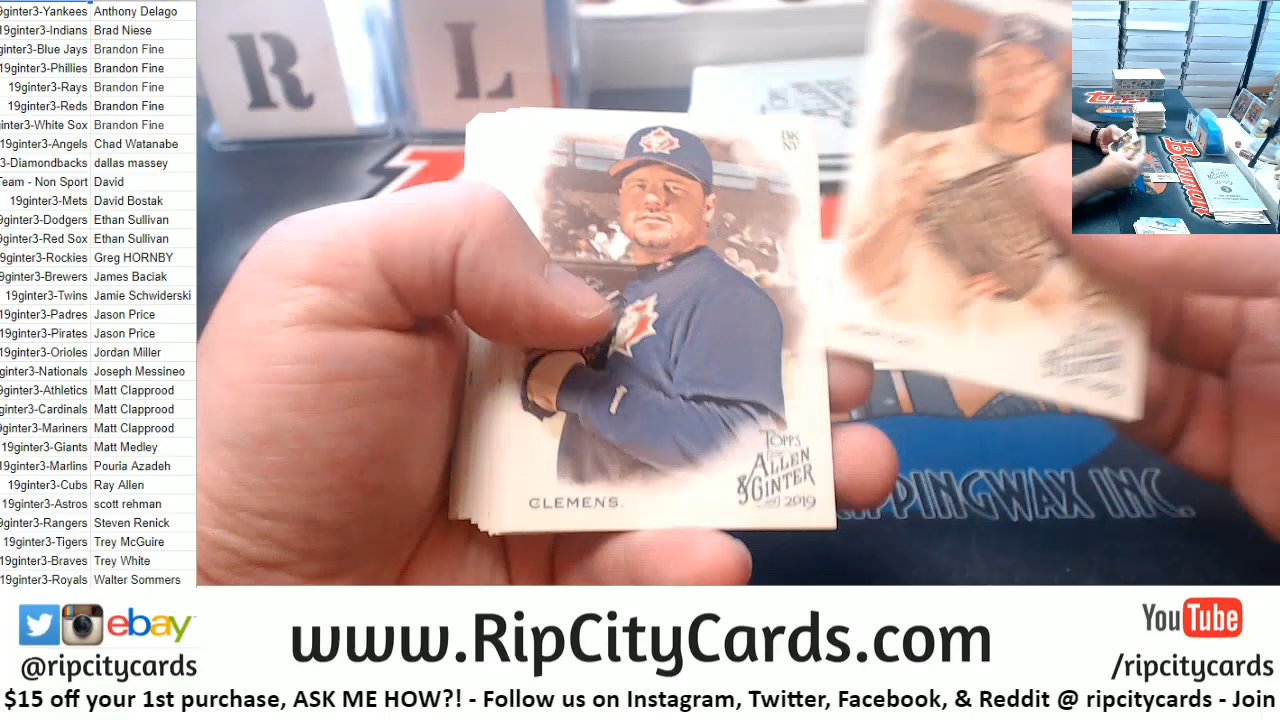 9ginter3-Yankees Anthony Delago
19ginter3-Indians Brad Niese
ginter3-Blue Jays Brandon Fine
19ginter3-Phillies Brandon Fine
19ginter3-Rays Brandon Fine
19ginter3-Reds Brandon Fine
inter3-White Sox Brandon Fine
19ginter3-Angels Chad Watanabe
3-Diamondbacks dallas massey
Team - Non Sport David
19ginter3-Mets David Bostak
9ginter3-Dodgers Ethan Sullivan
9ginter3-Red Sox Ethan Sullivan
9ginter3-Rockies Greg HORNBY
9ginter3-Brewers James Baciak
19ginter3-Twins Jamie Schwiderski
19ginter3-Padres Jason Price
19ginter3-Pirates Jason Price
19ginter3-Orioles Jordan Miller
inter3-Nationals Joseph Messineo
9ginter3-Athletics Matt Clapprood
ginter3-Cardinals Matt Clapprood
ginter3-Mariners Matt Clapprood
19ginter3-Giants Matt Medley
9ginter3-Marlins Pouria Azadeh
19ginter3-Cubs Ray Allen
19ginter3-Astros scott rehman
9ginter3-Rangers Steven Renick
19ginter3-Tigers Trey McGuire
9ginter3-Braves Trey White
9ginter3-Royals Walter Sommers
R L
BK
NY
TOPPS
ALLEN
& GINTER
2019
CLEMENS.
RIPPINGWAX INC.
ebay
@ripcitycards
www.RipCityCards.com
YouTube
/ripcitycards
$15 off your 1st purchase, ASK ME HOW?! - Follow us on Instagram, Twitter, Facebook, & Reddit @ ripcitycards - Join